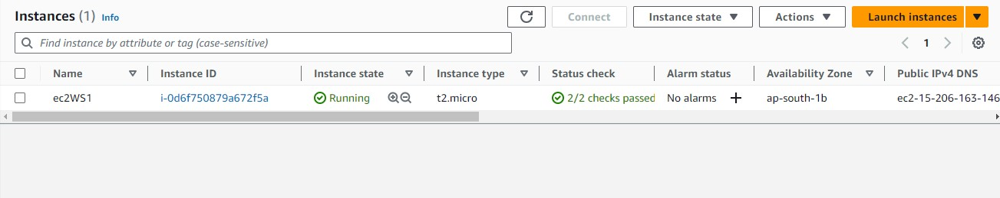 Instances (1) Info
Connect
Instance state
Actions
Launch instances
Find instance by attribute or tag (case-sensitive)
1
Name Instance ID Instance state Instance type Status check Alarm status Availability Zone Public IPv4 DNS
ec2WS1 i-0d6f750879a672f5a Running t2.micro 2/2 checks passed No alarms + ap-south-1b ec2-15-206-163-146